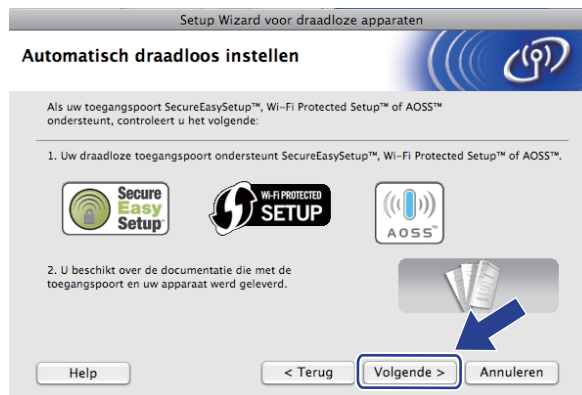 Setup Wizard voor draadloze apparaten
Automatisch draadloos instellen
Als uw toegangspoort SecureEasySetup™, Wi-Fi Protected Setup™ of AOSS™
ondersteunt, controleert u het volgende:
1. Uw draadloze toegangspoort ondersteunt SecureEasySetup™, Wi-Fi Protected Setup™ of AOSS™.
Secure
Easy
Setup
Wi-Fi PROTECTED
SETUP
AOSS™
2. U beschikt over de documentatie die met de
toegangspoort en uw apparaat werd geleverd.
Help
< Terug
Volgende >
Annuleren